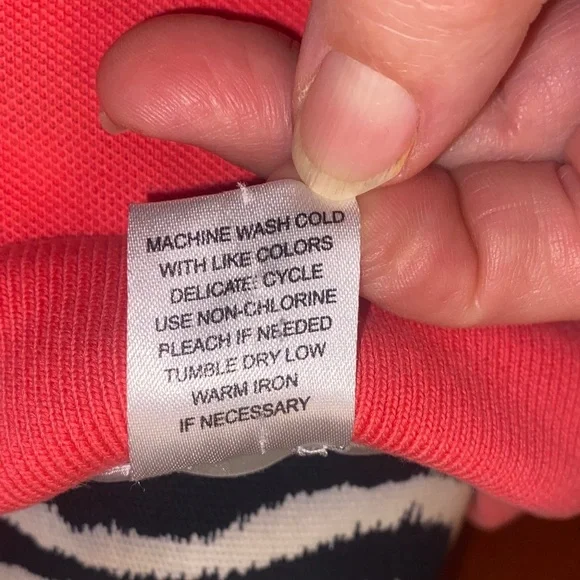 MACHINE WASH COLD
WITH LIKE COLORS
DELICATE: CYCLE
USE NON-CHLORINE
PLEACH IF NEEDED
TUMBLE DRY LOW
WARM IRON
IF NECESSARY